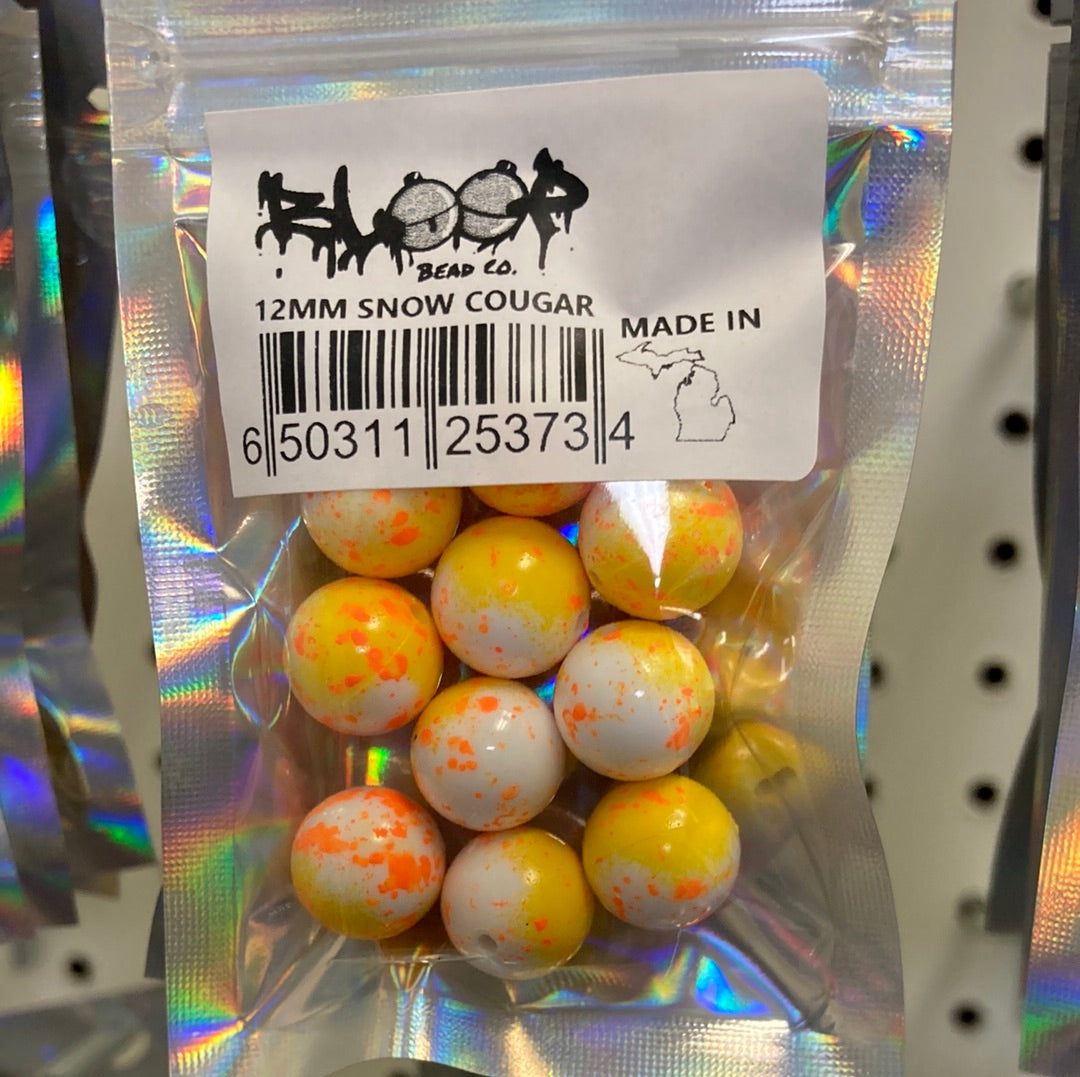 BLOOP
BEAD CO.
12MM SNOW COUGAR
MADE IN
6 50311 25373 4